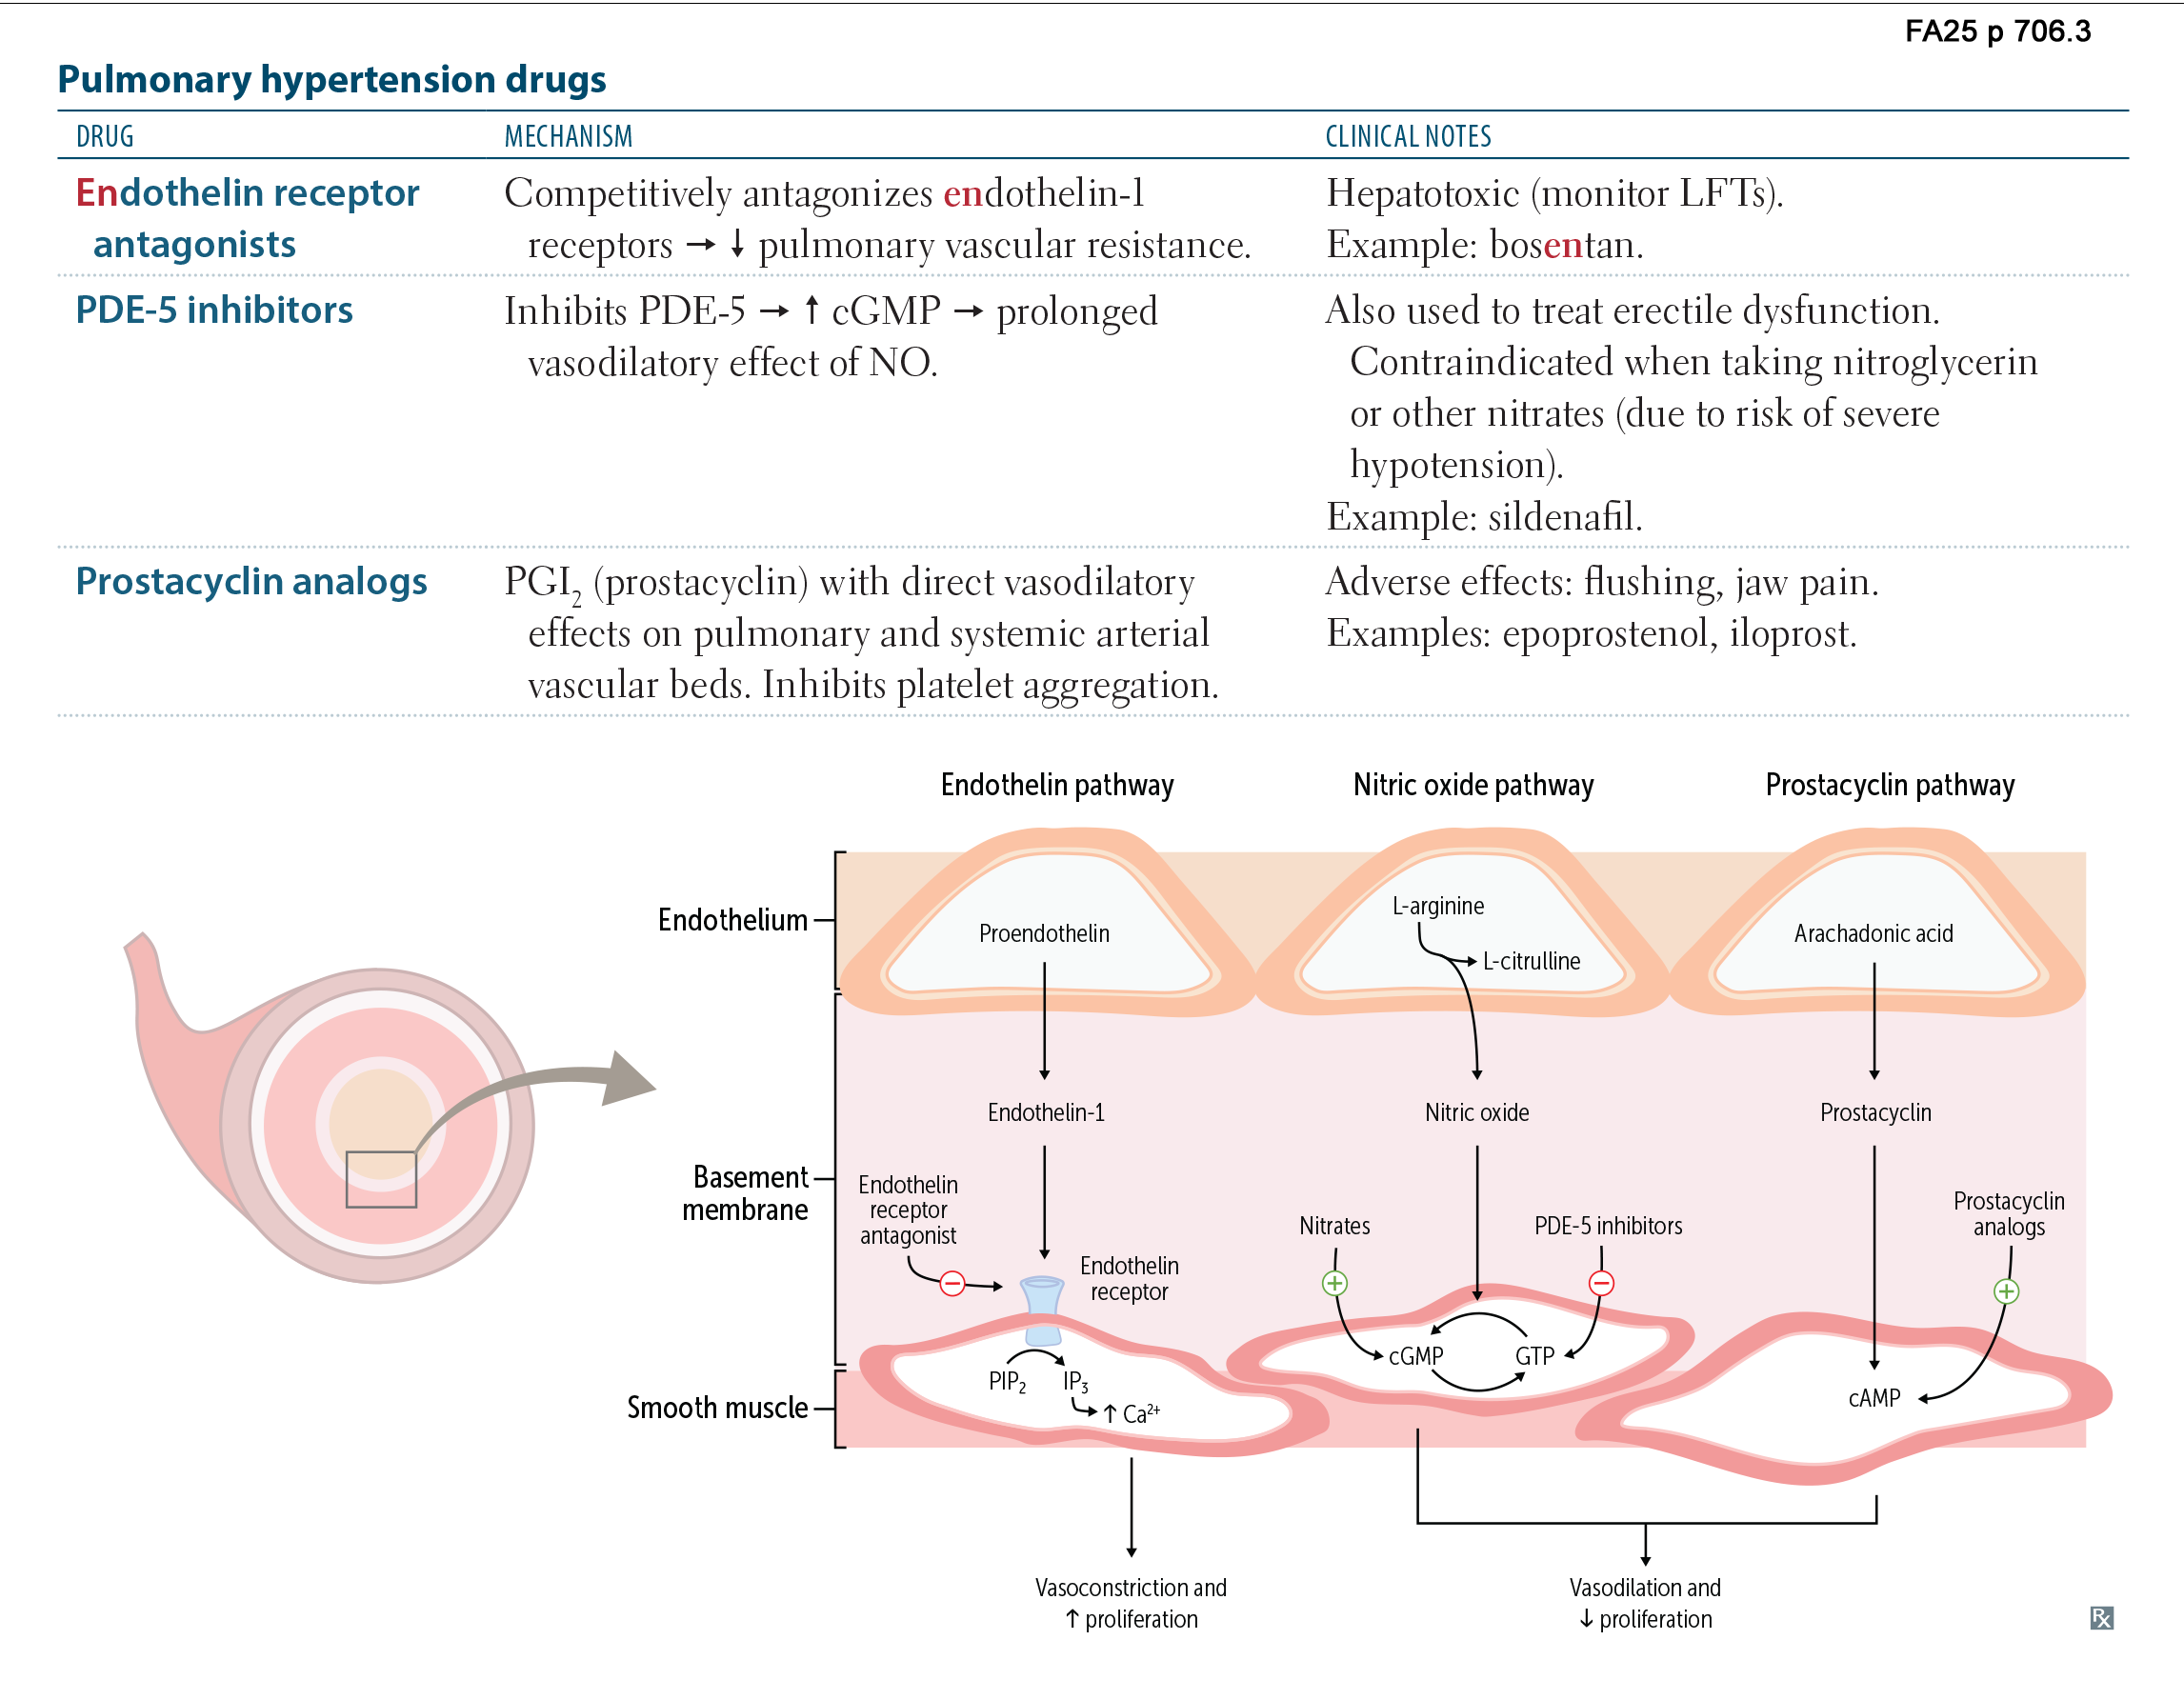 FA25 p 706.3
Pulmonary hypertension drugs
DRUG
MECHANISM
CLINICAL NOTES
Endothelin receptor
antagonists
Competitively antagonizes endothelin-1
receptors → ↓ pulmonary vascular resistance.
Hepatotoxic (monitor LFTs).
Example: bosentan.
PDE-5 inhibitors
Inhibits PDE-5 → ↑ cGMP → prolonged
vasodilatory effect of NO.
Also used to treat erectile dysfunction.
Contraindicated when taking nitroglycerin
or other nitrates (due to risk of severe
hypotension).
Example: sildenafil.
Prostacyclin analogs
PGI₂ (prostacyclin) with direct vasodilatory
effects on pulmonary and systemic arterial
vascular beds. Inhibits platelet aggregation.
Adverse effects: flushing, jaw pain.
Examples: epoprostenol, iloprost.
Endothelin pathway
Nitric oxide pathway
Prostacyclin pathway
Endothelium
Proendothelin
L-arginine
L-citrulline
Arachadonic acid
Endothelin-1
Nitric oxide
Prostacyclin
Basement
membrane
Endothelin
receptor
antagonist
Endothelin
receptor
Nitrates
PDE-5 inhibitors
Prostacyclin
analogs
Smooth muscle
PIP₂
IP₃
↑ Ca²⁺
cGMP
GTP
cAMP
Vasoconstriction and
↑ proliferation
Vasodilation and
↓ proliferation
Rx